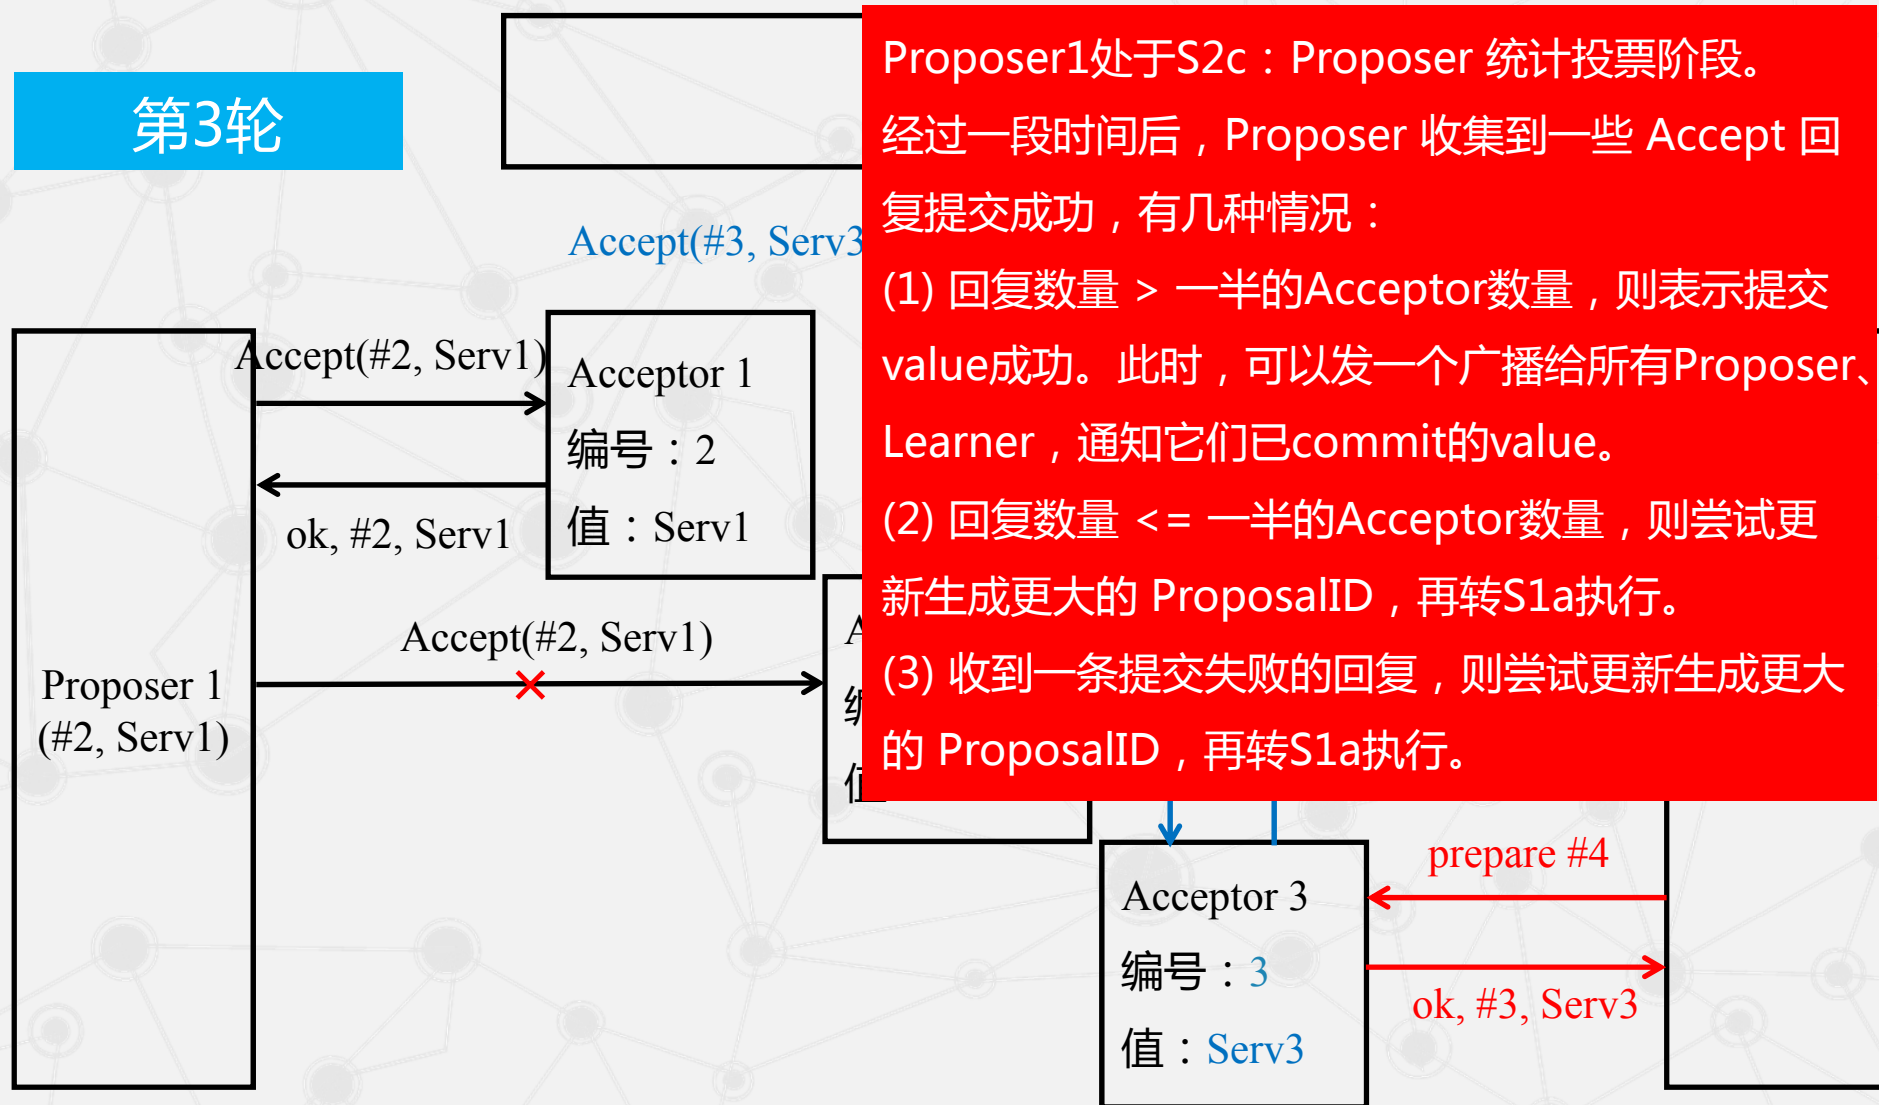 第3轮
Proposer1处于S2c：Proposer 统计投票阶段。
经过一段时间后，Proposer 收集到一些 Accept 回
复提交成功，有几种情况：
(1) 回复数量 > 一半的Acceptor数量，则表示提交
value成功。此时，可以发一个广播给所有Proposer、
Learner，通知它们已commit的value。
(2) 回复数量 <= 一半的Acceptor数量，则尝试更
新生成更大的 ProposalID，再转S1a执行。
(3) 收到一条提交失败的回复，则尝试更新生成更大
的 ProposalID，再转S1a执行。
Accept(#3, Serv3
Accept(#2, Serv1)
Acceptor 1
编号：2
值：Serv1
ok, #2, Serv1
Accept(#2, Serv1)
Proposer 1
(#2, Serv1)
prepare #4
Acceptor 3
编号：3
值：Serv3
ok, #3, Serv3